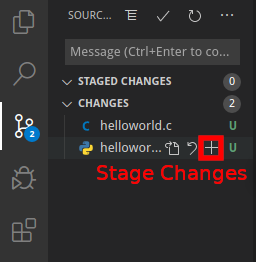 SOURC...
Message (Ctrl+Enter to co...
STAGED CHANGES 0
CHANGES 2
C helloworld.c U
hellowor... U
2
Stage Changes